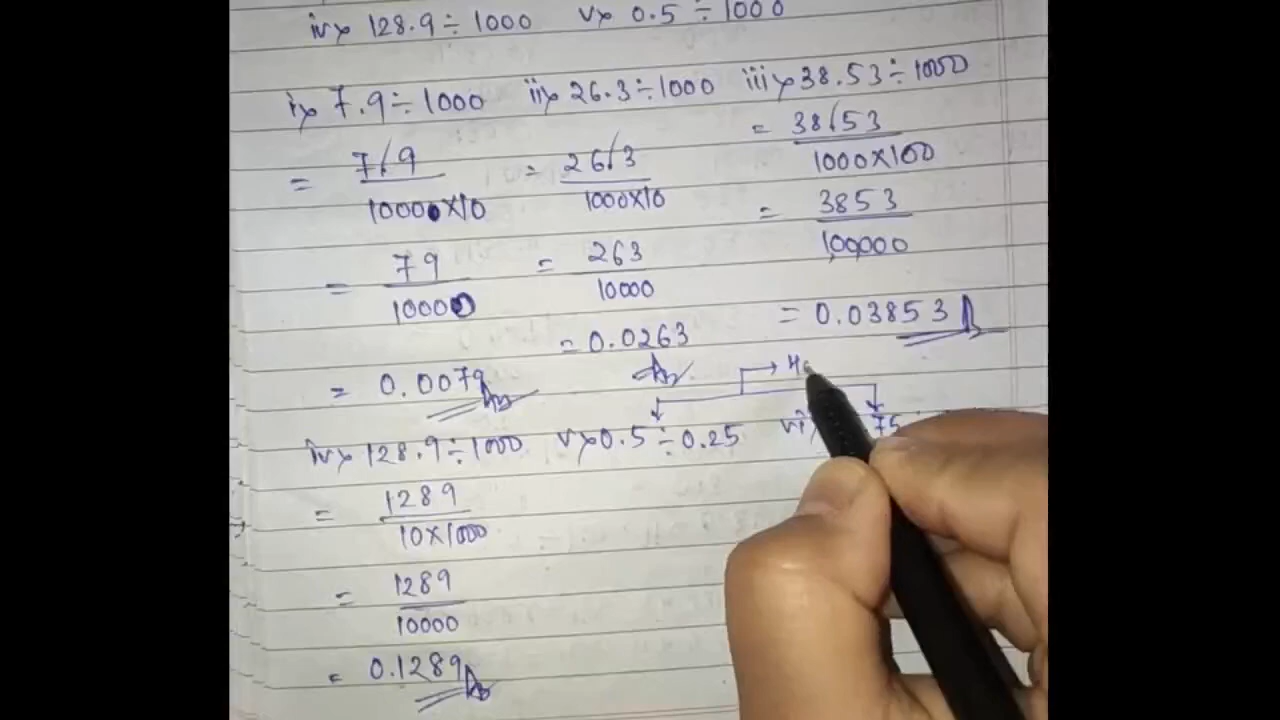 iv> 128.9 ÷ 1000 v> 0.5 ÷ 1000
i> 7.9 ÷ 1000 ii> 26.3 ÷ 1000 iii> 38.53 ÷ 1000
= 7.9 / 1000×10 = 26.3 / 1000×10 = 38.53 / 1000×100
= 79 / 10000 = 263 / 10000 = 3853 / 100000
= 0.0079 = 0.0263 = 0.03853
iv> 128.9 ÷ 1000 v> 0.5 ÷ 0.25 vi> 75
= 1289 / 10×1000
= 1289 / 10000
= 0.1289